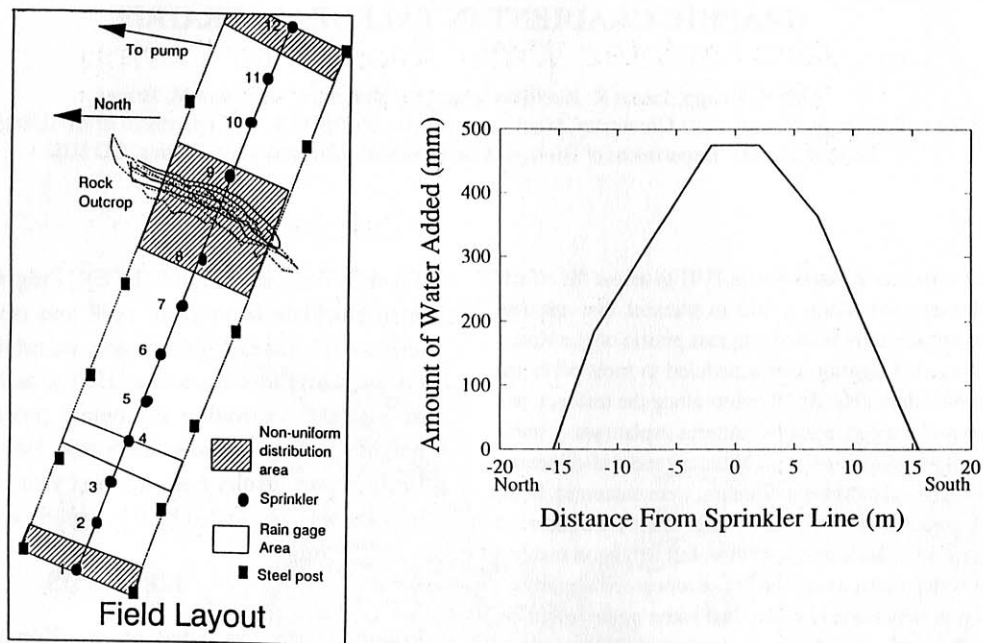 To pump
North
Rock
Outcrop
12
11
10
9
8
7
6
5
4
3
2
1
Non-uniform
distribution
area
Sprinkler
Rain gage
Area
Steel post
Field Layout
Amount of Water Added (mm)
500
400
300
200
100
0
-20 -15 -10 -5 0 5 10 15 20
North South
Distance From Sprinkler Line (m)